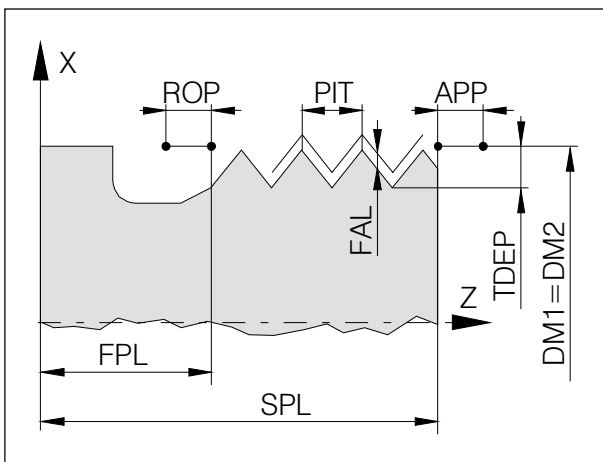 X
ROP
PIT
APP
FAL
TDEP
DM1=DM2
Z
FPL
SPL